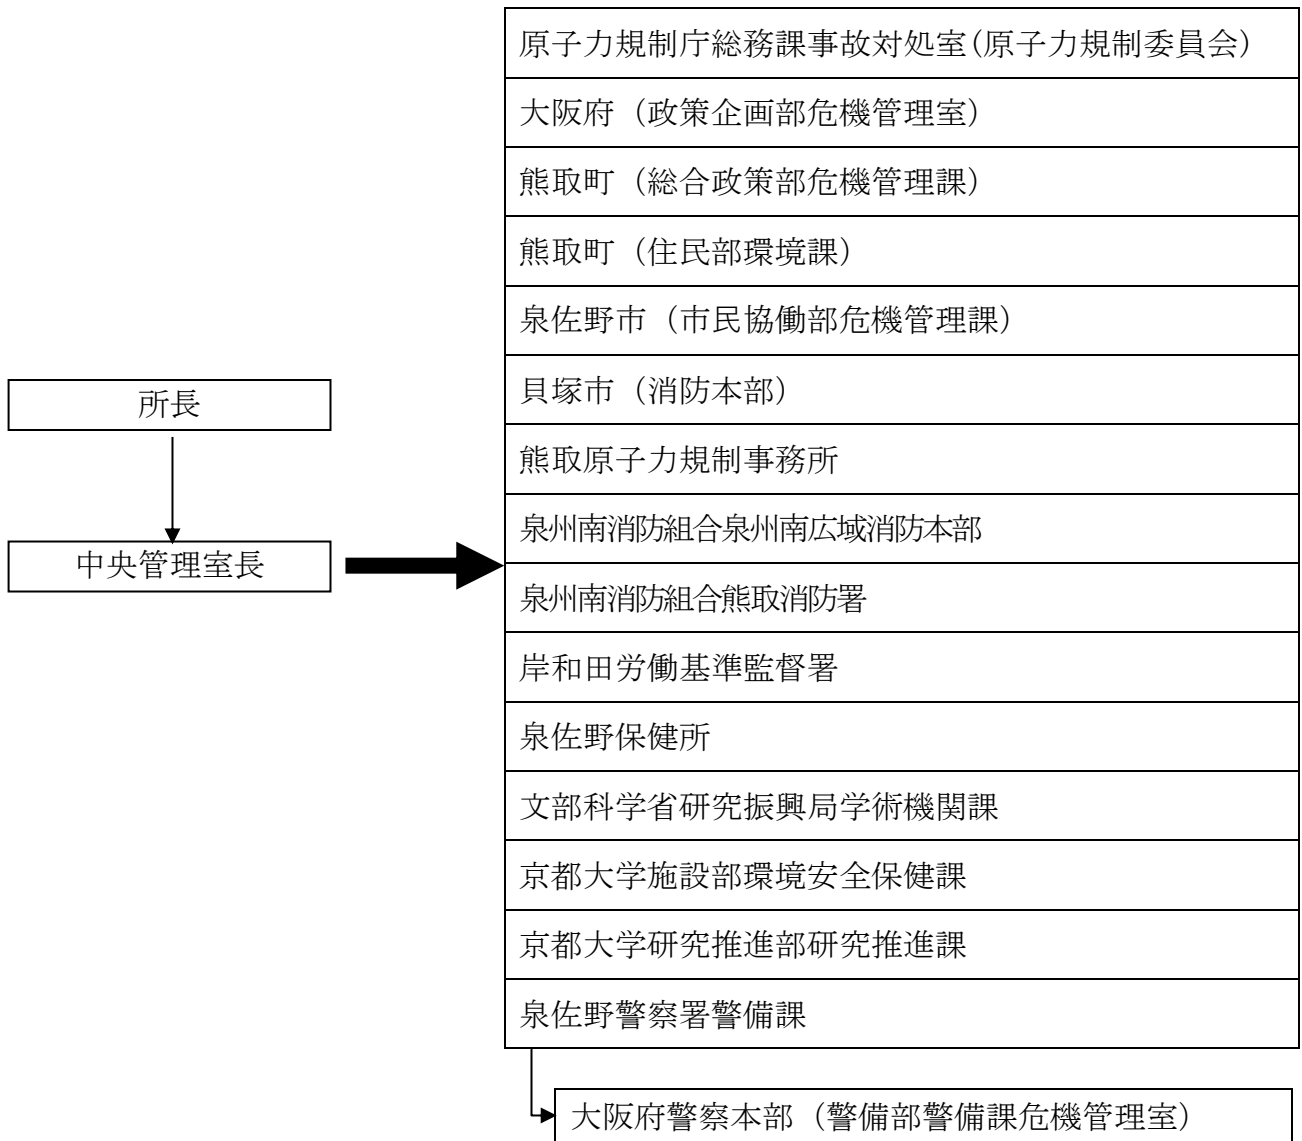 原子力規制庁総務課事故対処室(原子力規制委員会)
大阪府（政策企画部危機管理室）
熊取町（総合政策部危機管理課）
熊取町（住民部環境課）
泉佐野市（市民協働部危機管理課）
貝塚市（消防本部）
熊取原子力規制事務所
泉州南消防組合泉州南広域消防本部
泉州南消防組合熊取消防署
岸和田労働基準監督署
泉佐野保健所
文部科学省研究振興局学術機関課
京都大学施設部環境安全保健課
京都大学研究推進部研究推進課
泉佐野警察署警備課
大阪府警察本部（警備部警備課危機管理室）
所長
中央管理室長